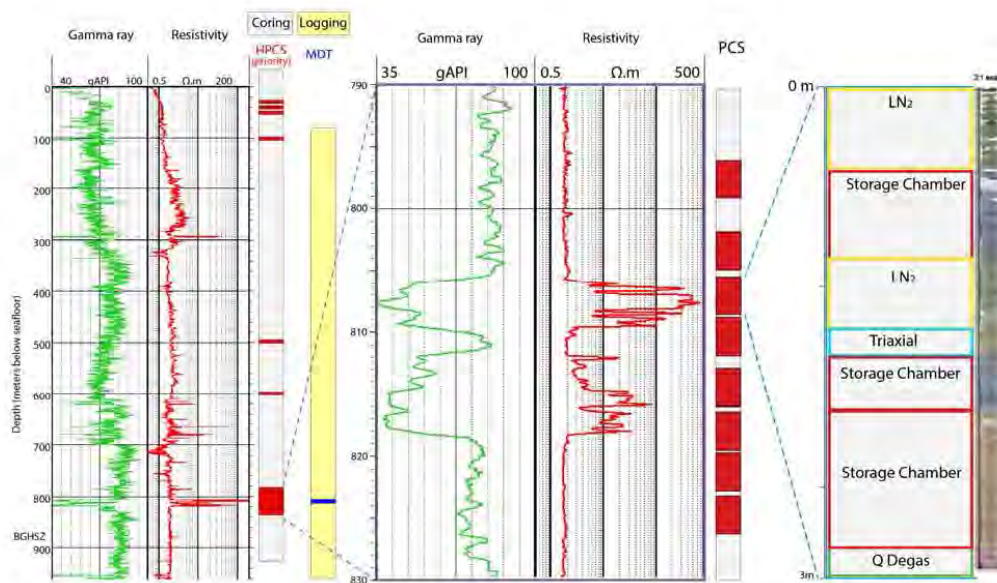 Coring Logging
Gamma ray Resistivity HPCS MDT
(priority)
40 gAPI 100 0.5 Ω.m 200
Depth (meters below seafloor)
0
100
200
300
400
500
600
700
800
BGHSZ
900
Gamma ray Resistivity PCS
35 gAPI 100 0.5 Ω.m 500
790
800
810
820
830
0 m
LN₂
Storage Chamber
LN₂
Triaxial
Storage Chamber
Storage Chamber
Q Degas
3m